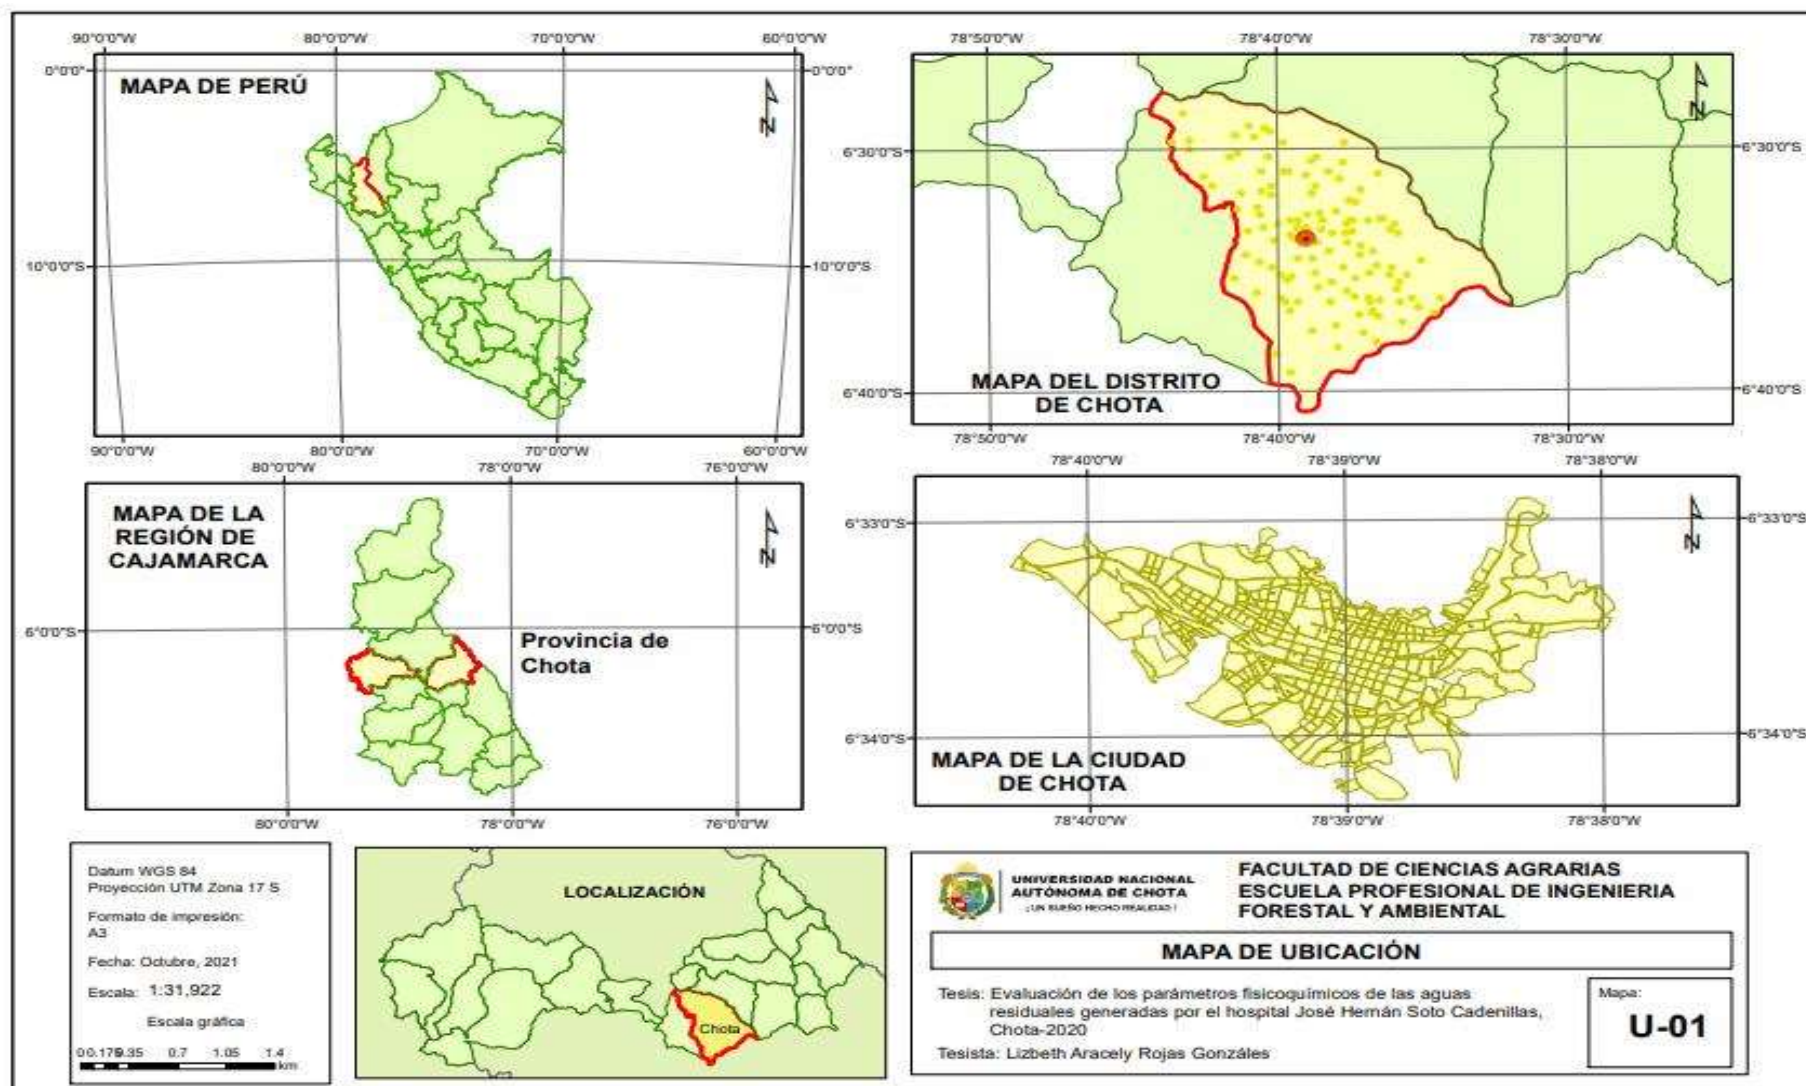 90°0'0"W 80°0'0"W 70°0'0"W 60°0'0"W
0°0'0" 0°0'0"
MAPA DE PERÚ
N
10°0'0"S 10°0'0"S
90°0'0"W 80°0'0"W 70°0'0"W 60°0'0"W
78°50'0"W 78°40'0"W 78°30'0"W
N
6°30'0"S 6°30'0"S
MAPA DEL DISTRITO
DE CHOTA
6°40'0"S 6°40'0"S
78°50'0"W 78°40'0"W 78°30'0"W
80°0'0"W 78°0'0"W 76°0'0"W
MAPA DE LA
REGIÓN DE
CAJAMARCA
N
6°0'0"S 6°0'0"S
Provincia de
Chota
80°0'0"W 78°0'0"W 76°0'0"W
78°40'0"W 78°39'0"W 78°38'0"W
6°33'0"S 6°33'0"S
N
6°34'0"S 6°34'0"S
MAPA DE LA CIUDAD
DE CHOTA
78°40'0"W 78°39'0"W 78°38'0"W
Datum WGS 84
Proyección UTM Zona 17 S
Formato de impresión:
A3
Fecha: Octubre, 2021
Escala: 1:31,922
Escala gráfica
0 0.175 0.35 0.7 1.05 1.4
km
LOCALIZACIÓN
Chota
UNIVERSIDAD NACIONAL
AUTÓNOMA DE CHOTA
¡UN SUEÑO HECHO REALIDAD!
FACULTAD DE CIENCIAS AGRARIAS
ESCUELA PROFESIONAL DE INGENIERIA
FORESTAL Y AMBIENTAL
MAPA DE UBICACIÓN
Tesis: Evaluación de los parámetros fisicoquímicos de las aguas
residuales generadas por el hospital José Hernán Soto Cadenillas,
Chota-2020
Tesista: Lizbeth Aracely Rojas Gonzáles
Mapa:
U-01